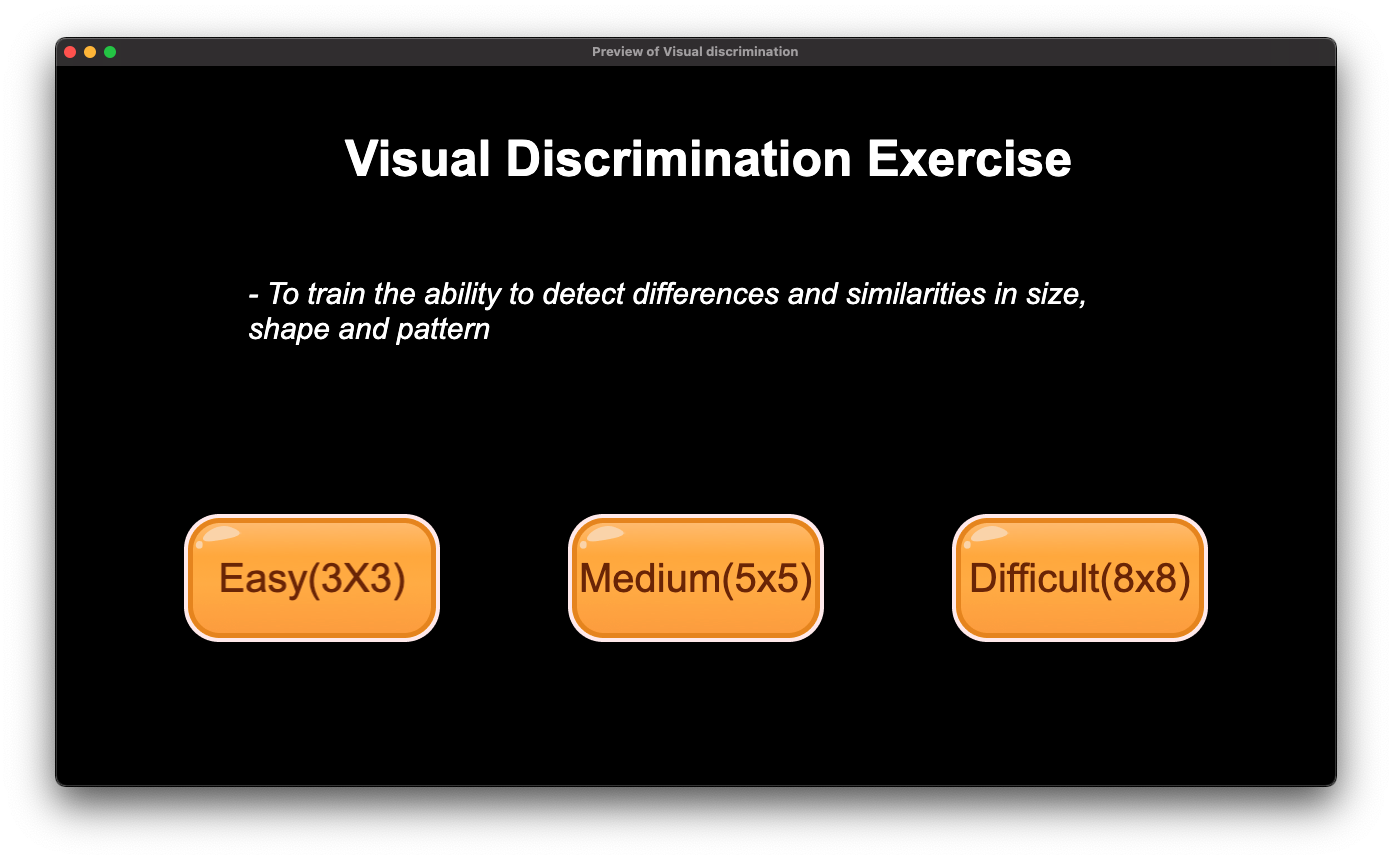 Preview of Visual discrimination
Visual Discrimination Exercise
- To train the ability to detect differences and similarities in size,
shape and pattern
Easy(3X3)
Medium(5x5)
Difficult(8x8)